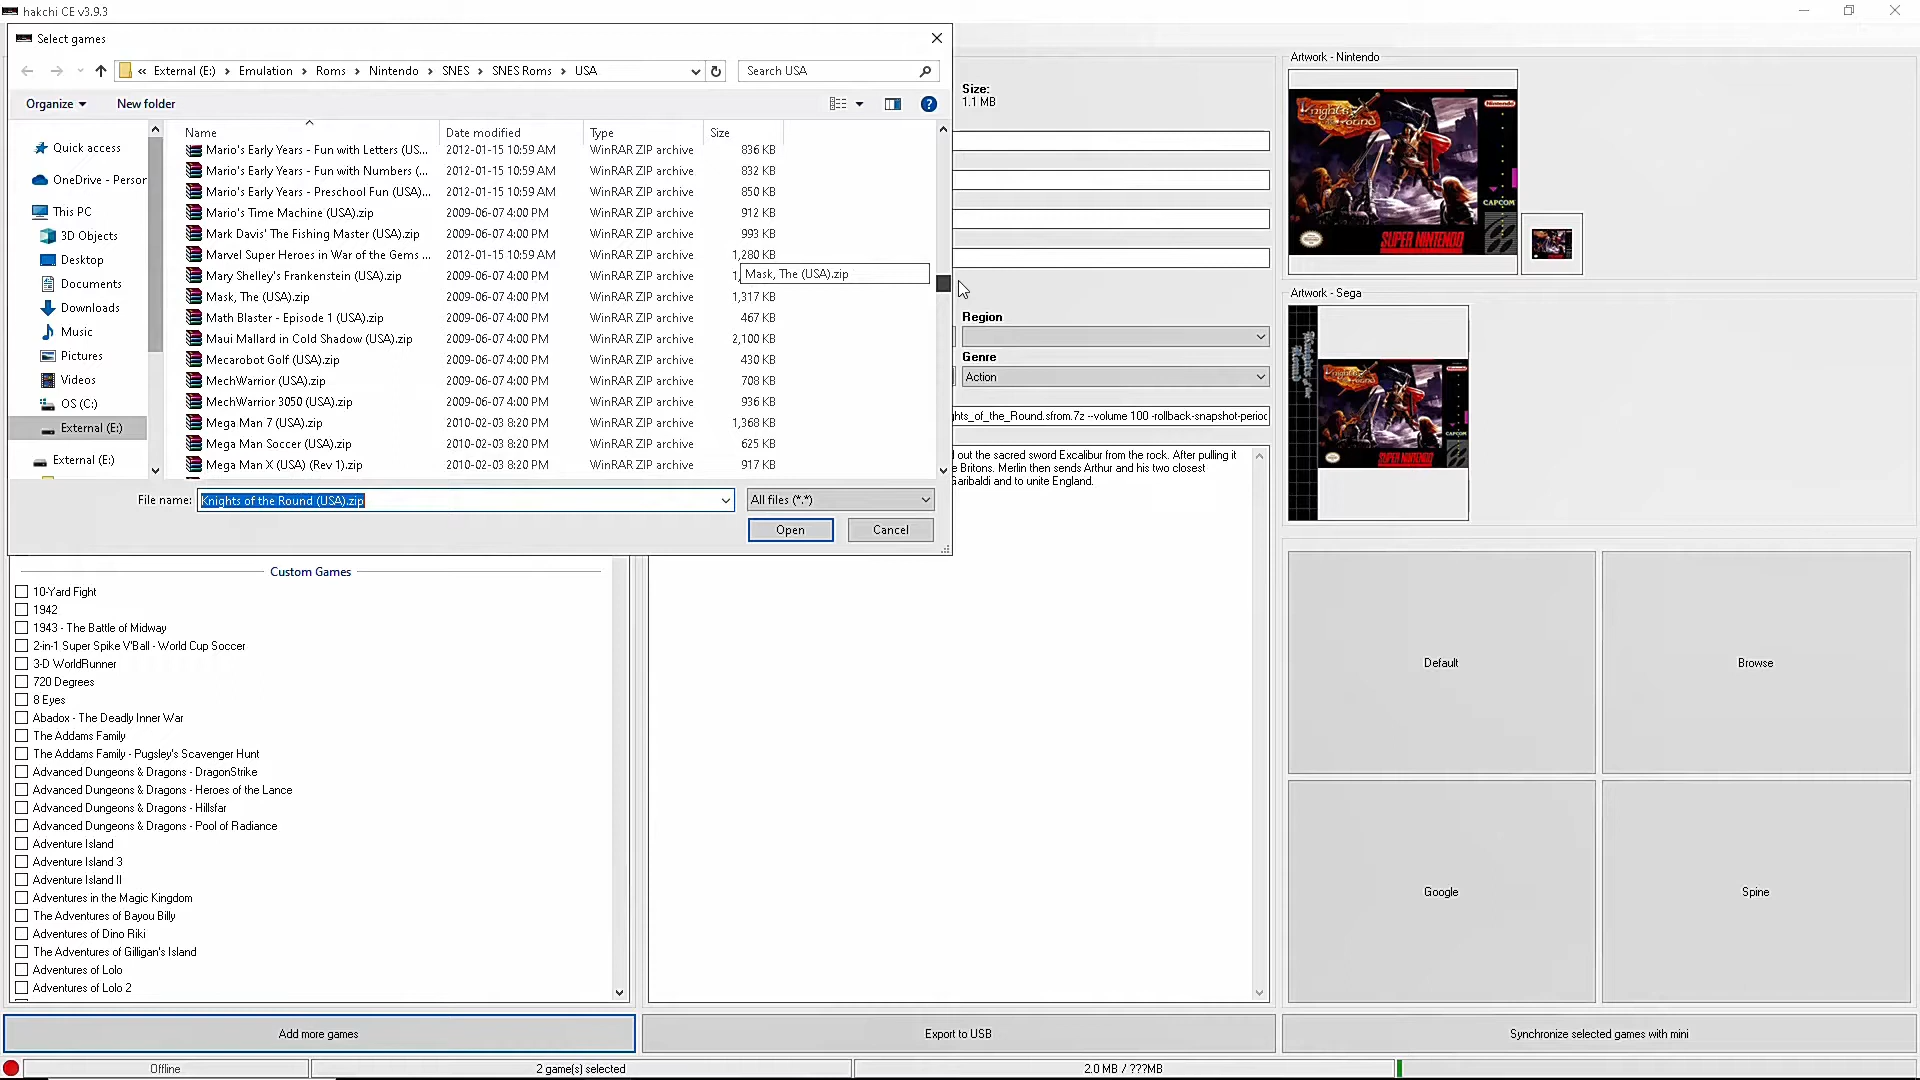 hakchi CE v3.9.3
Select games
« External (E:) › Emulation › Roms › Nintendo › SNES › SNES Roms › USA
Search USA
Organize
New folder
Quick access
OneDrive - Person
This PC
3D Objects
Desktop
Documents
Downloads
Music
Pictures
Videos
OS (C:)
External (E:)
External (E:)
Name Date modified Type Size
Mario's Early Years - Fun with Letters (US... 2012-01-15 10:59 AM WinRAR ZIP archive 836 KB
Mario's Early Years - Fun with Numbers (... 2012-01-15 10:59 AM WinRAR ZIP archive 832 KB
Mario's Early Years - Preschool Fun (USA)... 2012-01-15 10:59 AM WinRAR ZIP archive 850 KB
Mario's Time Machine (USA).zip 2009-06-07 4:00 PM WinRAR ZIP archive 912 KB
Mark Davis' The Fishing Master (USA).zip 2009-06-07 4:00 PM WinRAR ZIP archive 993 KB
Marvel Super Heroes in War of the Gems ... 2012-01-15 10:59 AM WinRAR ZIP archive 1,280 KB
Mary Shelley's Frankenstein (USA).zip 2009-06-07 4:00 PM WinRAR ZIP archive 1,
Mask, The (USA).zip
Mask, The (USA).zip 2009-06-07 4:00 PM WinRAR ZIP archive 1,317 KB
Math Blaster - Episode 1 (USA).zip 2009-06-07 4:00 PM WinRAR ZIP archive 467 KB
Maui Mallard in Cold Shadow (USA).zip 2009-06-07 4:00 PM WinRAR ZIP archive 2,100 KB
Mecarobot Golf (USA).zip 2009-06-07 4:00 PM WinRAR ZIP archive 430 KB
MechWarrior (USA).zip 2009-06-07 4:00 PM WinRAR ZIP archive 708 KB
MechWarrior 3050 (USA).zip 2009-06-07 4:00 PM WinRAR ZIP archive 936 KB
Mega Man 7 (USA).zip 2010-02-03 8:20 PM WinRAR ZIP archive 1,368 KB
Mega Man Soccer (USA).zip 2010-02-03 8:20 PM WinRAR ZIP archive 625 KB
Mega Man X (USA) (Rev 1).zip 2010-02-03 8:20 PM WinRAR ZIP archive 917 KB
File name: Knights of the Round (USA).zip
All files (*.*)
Open
Cancel
Custom Games
10-Yard Fight
1942
1943 - The Battle of Midway
2-in-1 Super Spike V'Ball - World Cup Soccer
3-D WorldRunner
720 Degrees
8 Eyes
Abadox - The Deadly Inner War
The Addams Family
The Addams Family - Pugsley's Scavenger Hunt
Advanced Dungeons & Dragons - DragonStrike
Advanced Dungeons & Dragons - Heroes of the Lance
Advanced Dungeons & Dragons - Hillsfar
Advanced Dungeons & Dragons - Pool of Radiance
Adventure Island
Adventure Island 3
Adventure Island II
Adventures in the Magic Kingdom
The Adventures of Bayou Billy
Adventures of Dino Riki
The Adventures of Gilligan's Island
Adventures of Lolo
Adventures of Lolo 2
Size:
1.1 MB
Region
Genre
Action
hts_of_the_Round.sfrom.7z --volume 100 -rollback-snapshot-period
out the sacred sword Excalibur from the rock. After pulling it
e Britons. Merlin then sends Arthur and his two closest
Garibaldi and to unite England.
Artwork - Nintendo
Knights of the Round
Nintendo
CAPCOM
SUPER NINTENDO
Artwork - Sega
Knights of the Round
Knights of the Round
CAPCOM
SUPER NINTENDO
Default
Browse
Google
Spine
Add more games
Export to USB
Synchronize selected games with mini
Offline
2 game(s) selected
2.0 MB / ???MB